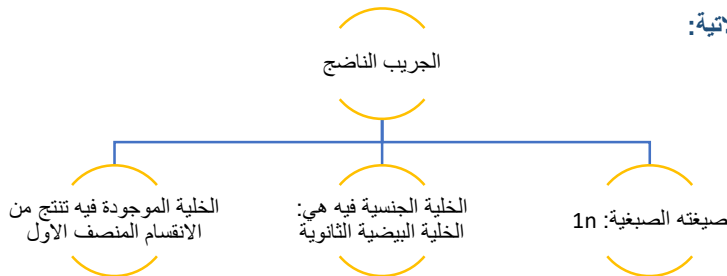 الجريب الناضج
صيغته الصبغية: 1n
الخلية الجنسية فيه هي:
الخلية البيضية الثانوية
الخلية الموجودة فيه تنتج من
الانقسام المنصف الاول